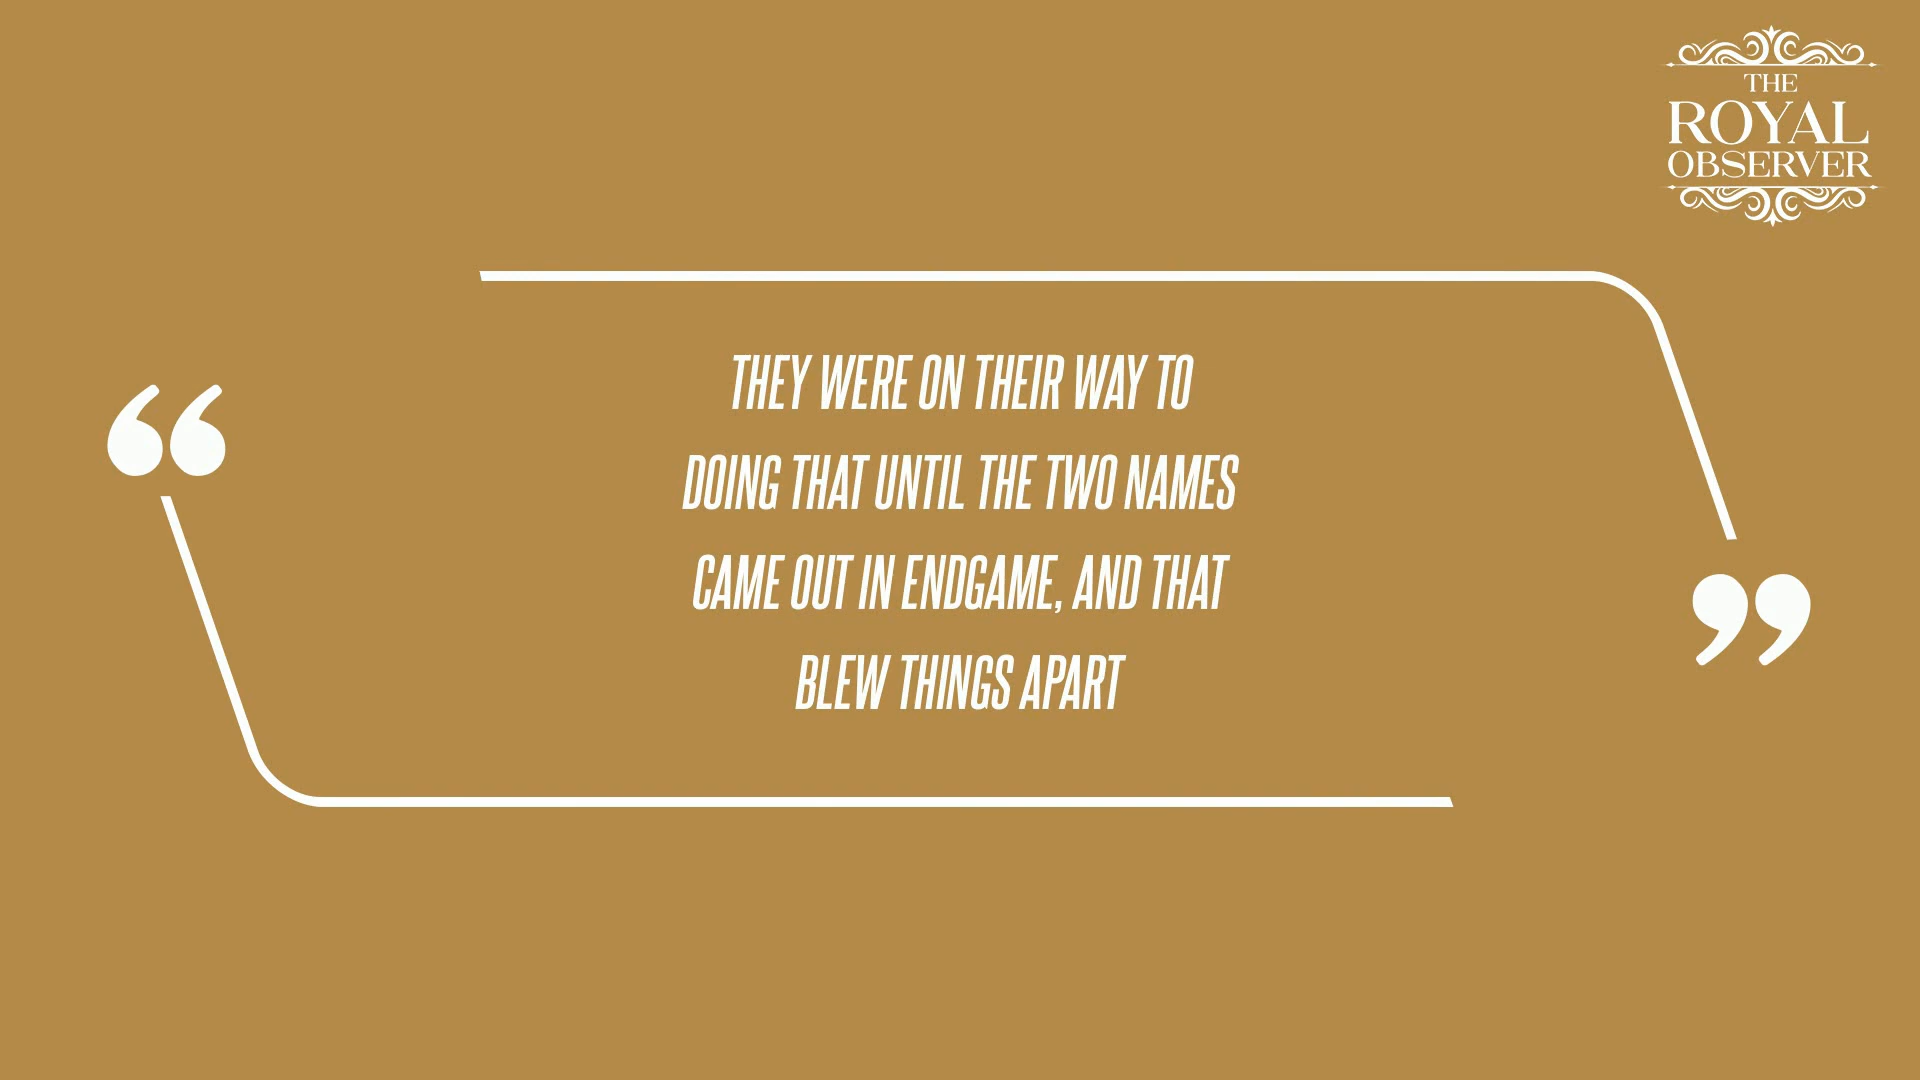 THE
ROYAL
OBSERVER
“
THEY WERE ON THEIR WAY TO
DOING THAT UNTIL THE TWO NAMES
CAME OUT IN ENDGAME, AND THAT
BLEW THINGS APART
”